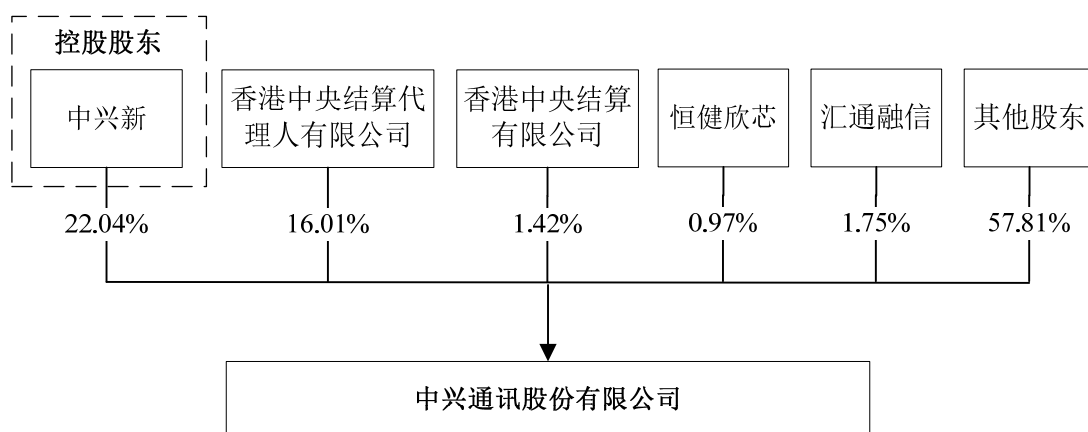 控股股东
中兴新
香港中央结算代
理人有限公司
香港中央结算
有限公司
恒健欣芯
汇通融信
其他股东
22.04%
16.01%
1.42%
0.97%
1.75%
57.81%
中兴通讯股份有限公司